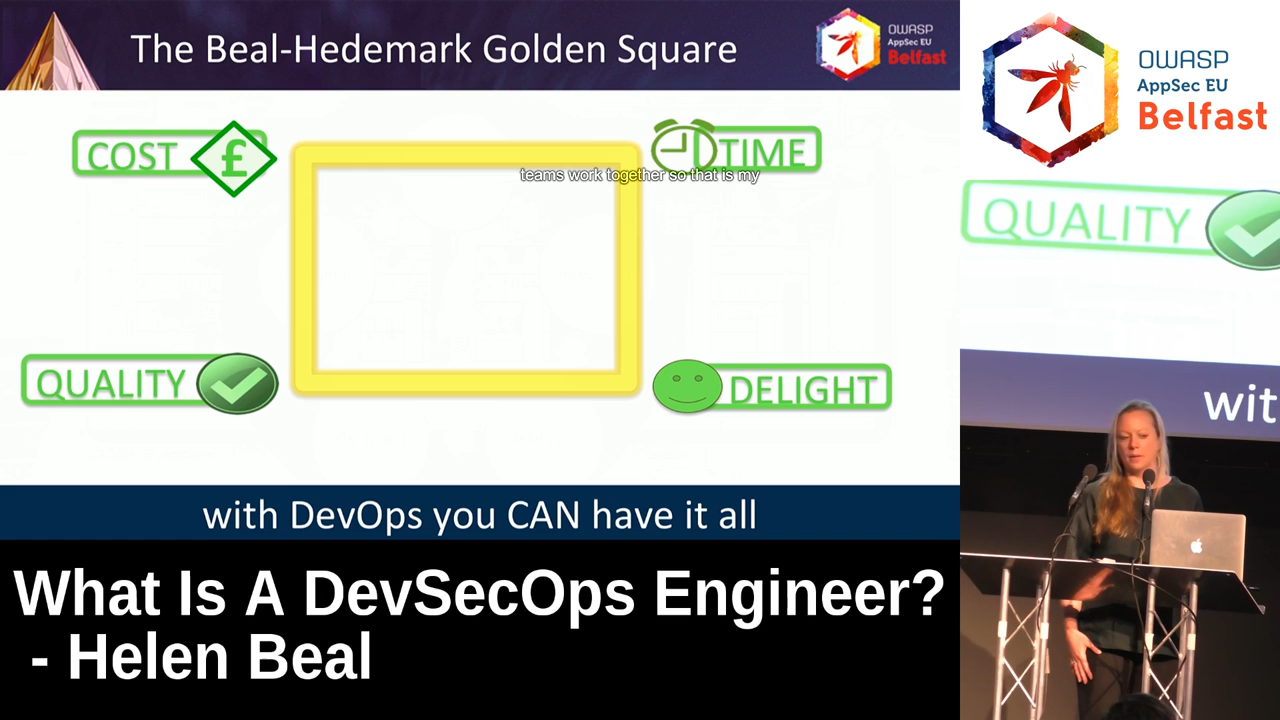 The Beal-Hedemark Golden Square
OWASP
AppSec EU
Belfast
COST £
TIME
teams work together so that is my
QUALITY
DELIGHT
with DevOps you CAN have it all
What Is A DevSecOps Engineer?
- Helen Beal
OWASP
AppSec EU
Belfast
QUALITY
wit